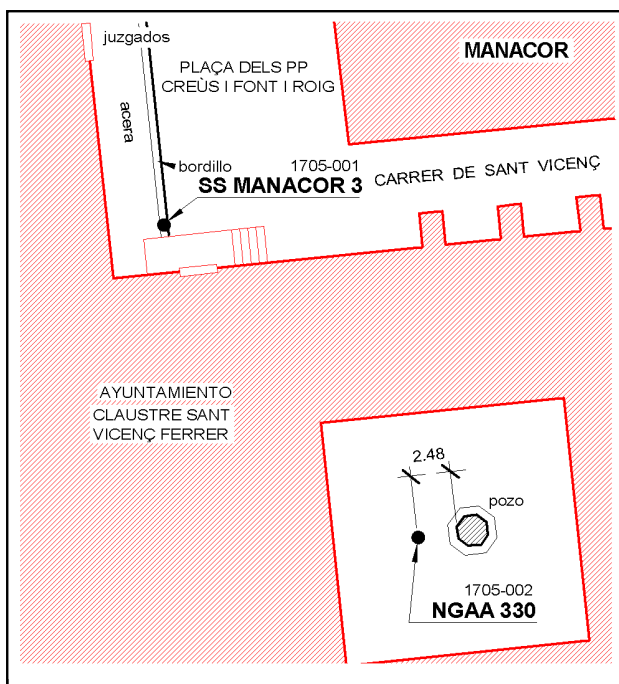 juzgados
PLAÇA DELS PP
CREÙS I FONT I ROIG
MANACOR
acera
bordillo
1705-001
SS MANACOR 3
CARRER DE SANT VICENÇ
AYUNTAMIENTO
CLAUSTRE SANT
VICENÇ FERRER
2.48
pozo
1705-002
NGAA 330